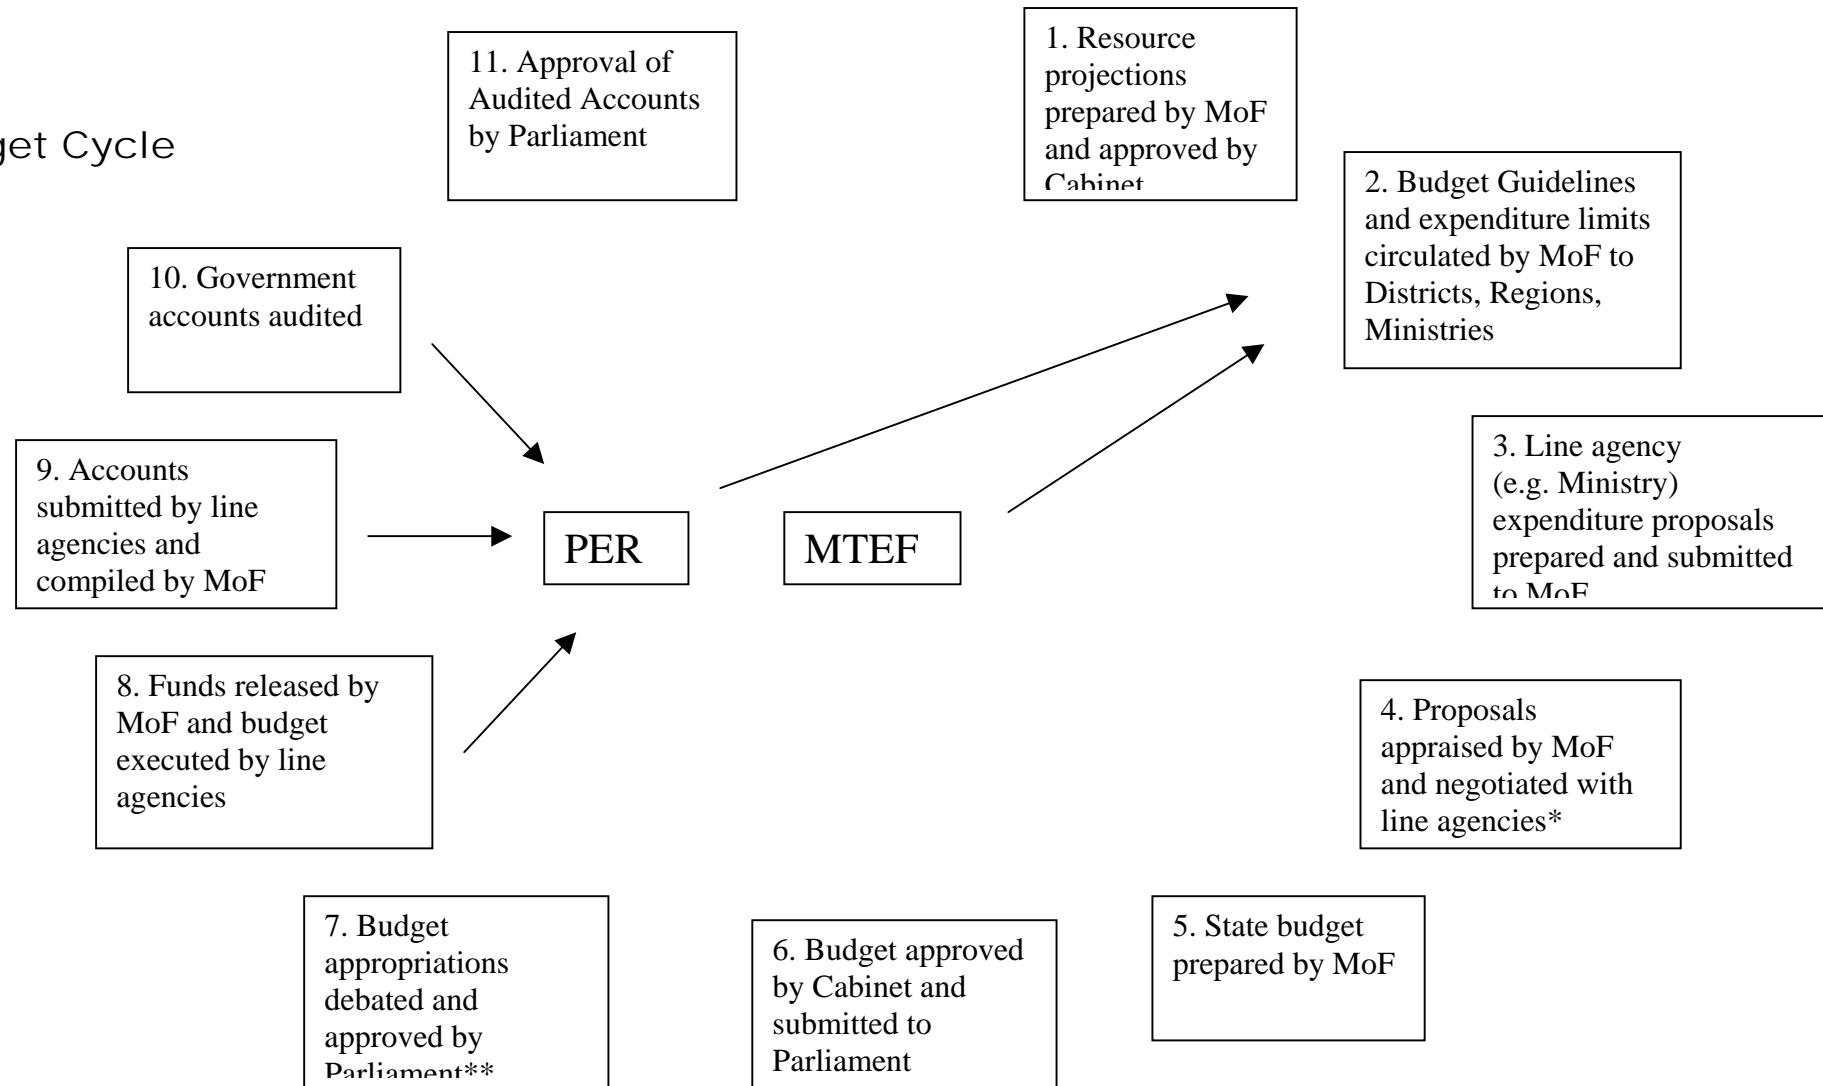 get Cycle
11. Approval of
Audited Accounts
by Parliament
1. Resource
projections
prepared by MoF
and approved by
Cabinet
2. Budget Guidelines
and expenditure limits
circulated by MoF to
Districts, Regions,
Ministries
10. Government
accounts audited
3. Line agency
(e.g. Ministry)
expenditure proposals
prepared and submitted
to MoF
9. Accounts
submitted by line
agencies and
compiled by MoF
PER
MTEF
8. Funds released by
MoF and budget
executed by line
agencies
4. Proposals
appraised by MoF
and negotiated with
line agencies*
7. Budget
appropriations
debated and
approved by
Parliament**
6. Budget approved
by Cabinet and
submitted to
Parliament
5. State budget
prepared by MoF